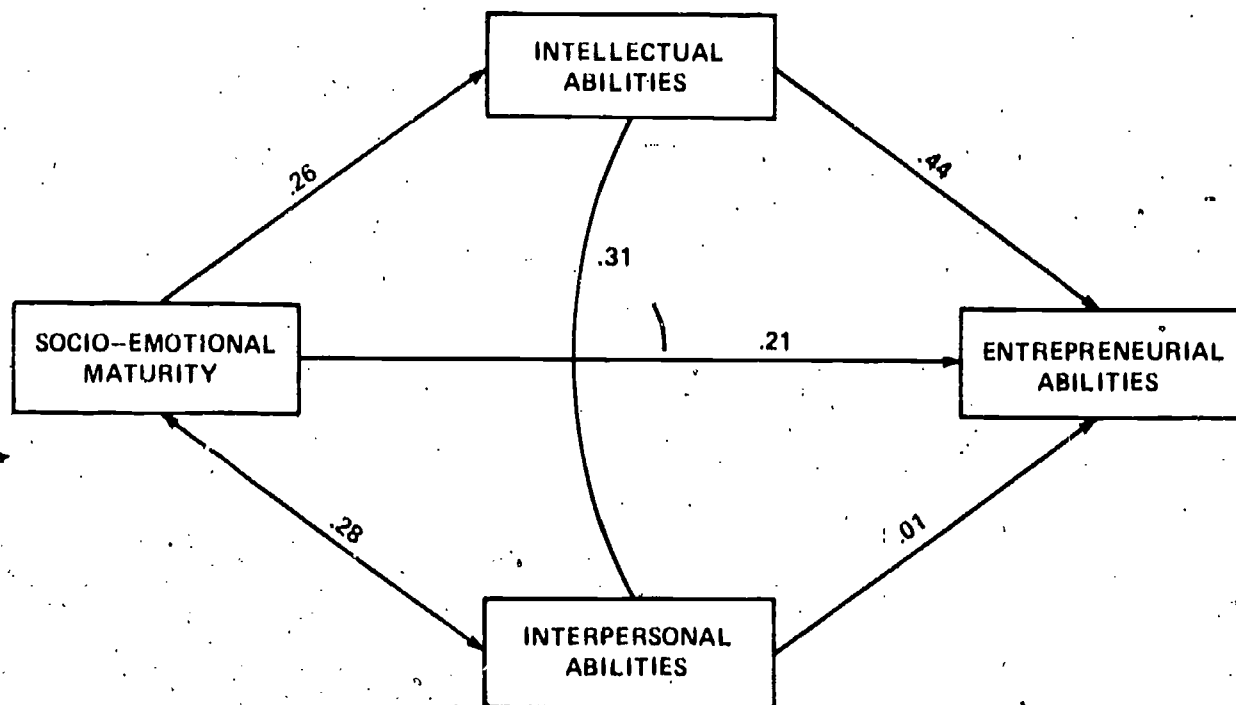 INTELLECTUAL
ABILITIES
.26
.44
.31
SOCIO-EMOTIONAL
MATURITY
.21
ENTREPRENEURIAL
ABILITIES
.28
.01
INTERPERSONAL
ABILITIES